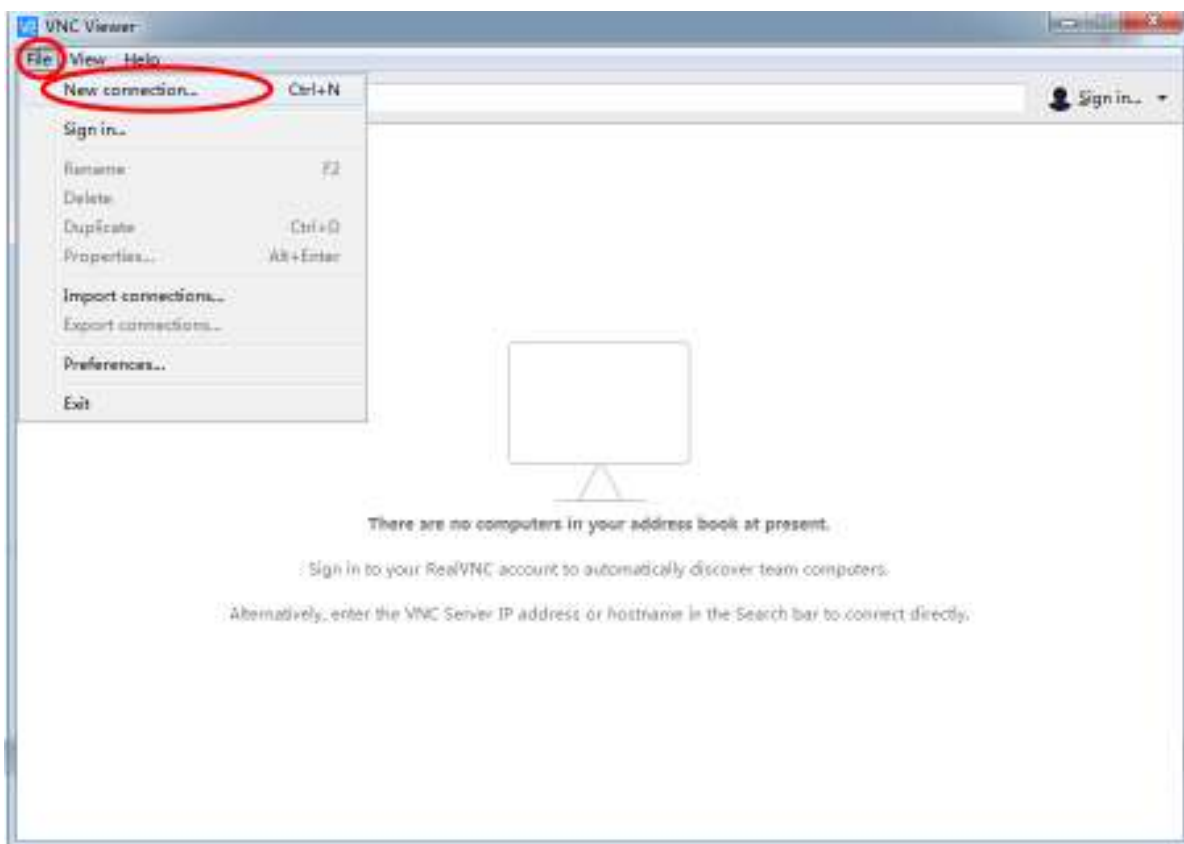 VNC Viewer
File View Help
New connection... Ctrl+N
Sign in...
Sign in...
Rename F2
Delete
Duplicate Ctrl+D
Properties... Alt+Enter
Import connections...
Export connections...
Preferences...
Exit
There are no computers in your address book at present.
Sign in to your RealVNC account to automatically discover team computers.
Alternatively, enter the VNC Server IP address or hostname in the Search bar to connect directly.